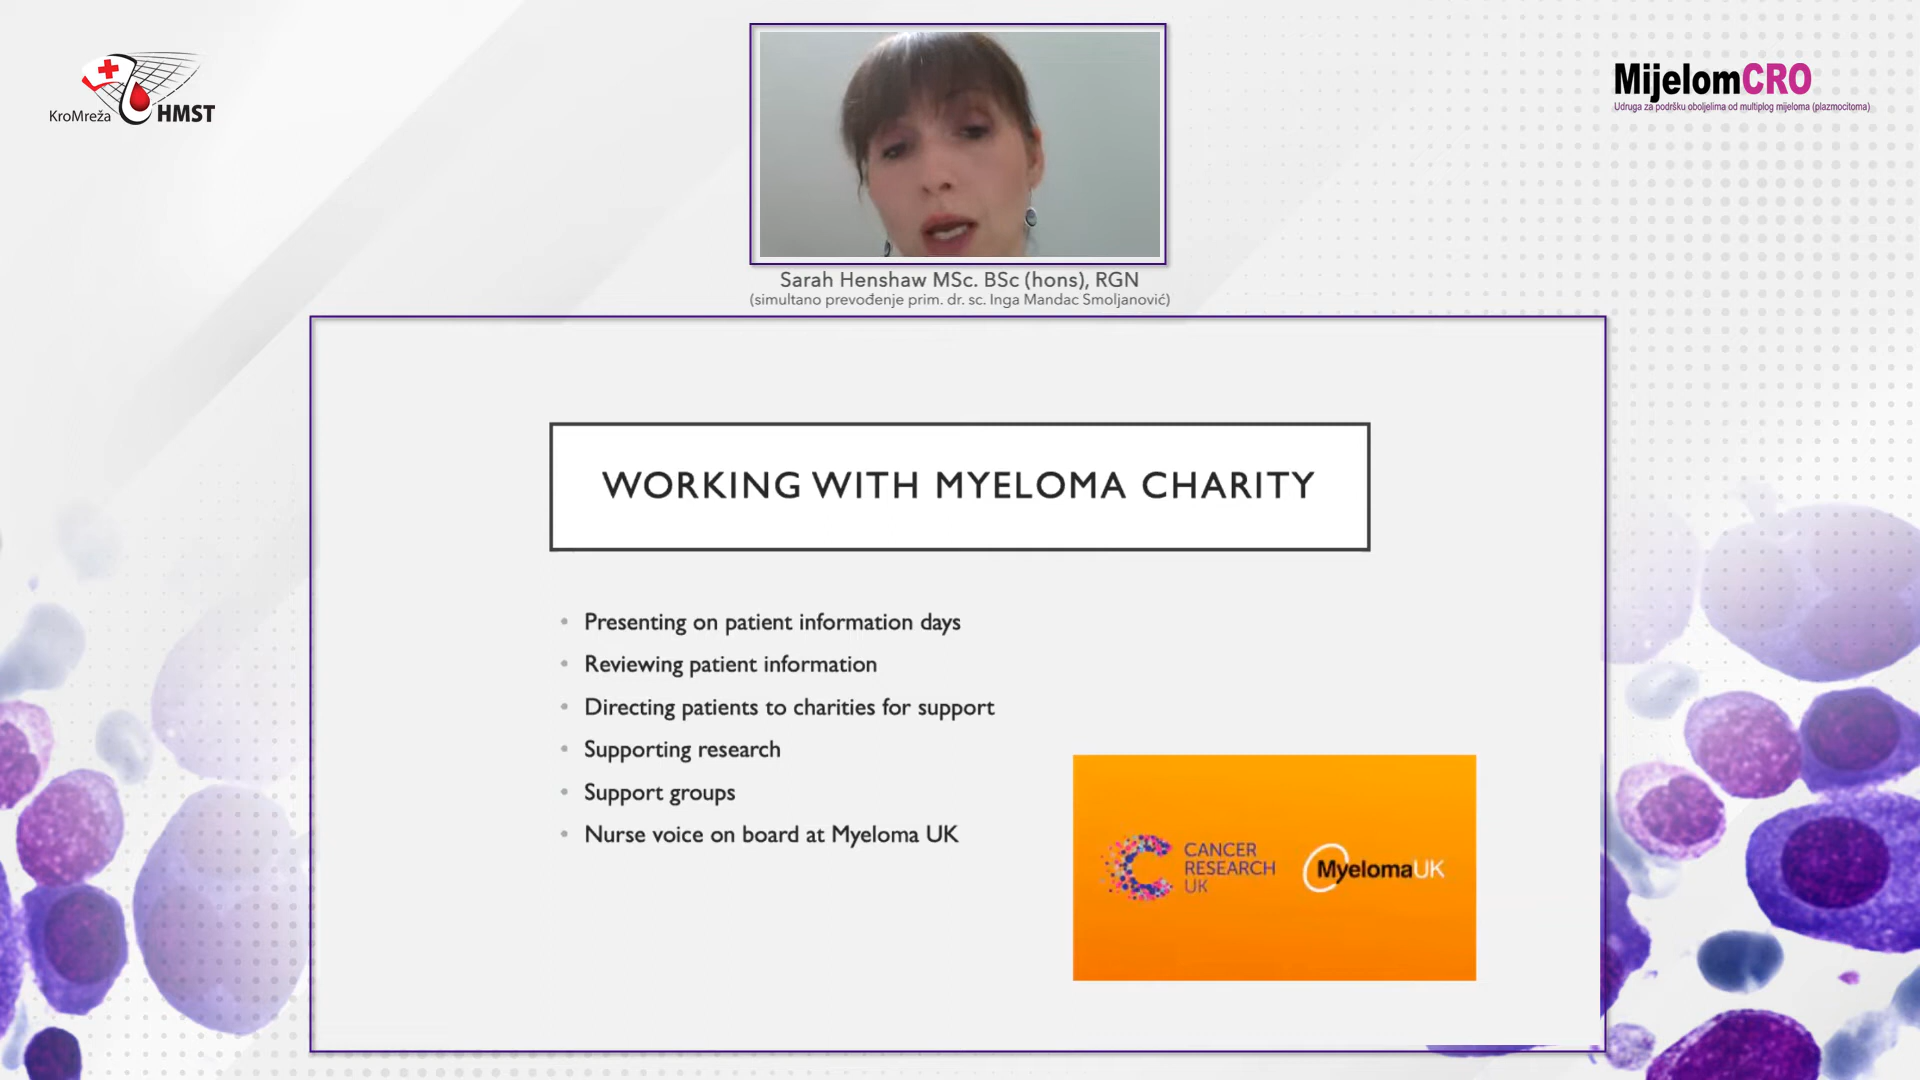 KroMreža HMST
MijelomCRO
Udruga za podršku oboljelima od multiplog mijeloma (plazmocitoma)
Sarah Henshaw MSc. BSc (hons), RGN
(simultano prevođenje prim. dr. sc. Inga Mandac Smoljanović)
WORKING WITH MYELOMA CHARITY
• Presenting on patient information days
• Reviewing patient information
• Directing patients to charities for support
• Supporting research
• Support groups
• Nurse voice on board at Myeloma UK
CANCER
RESEARCH
UK
MyelomaUK